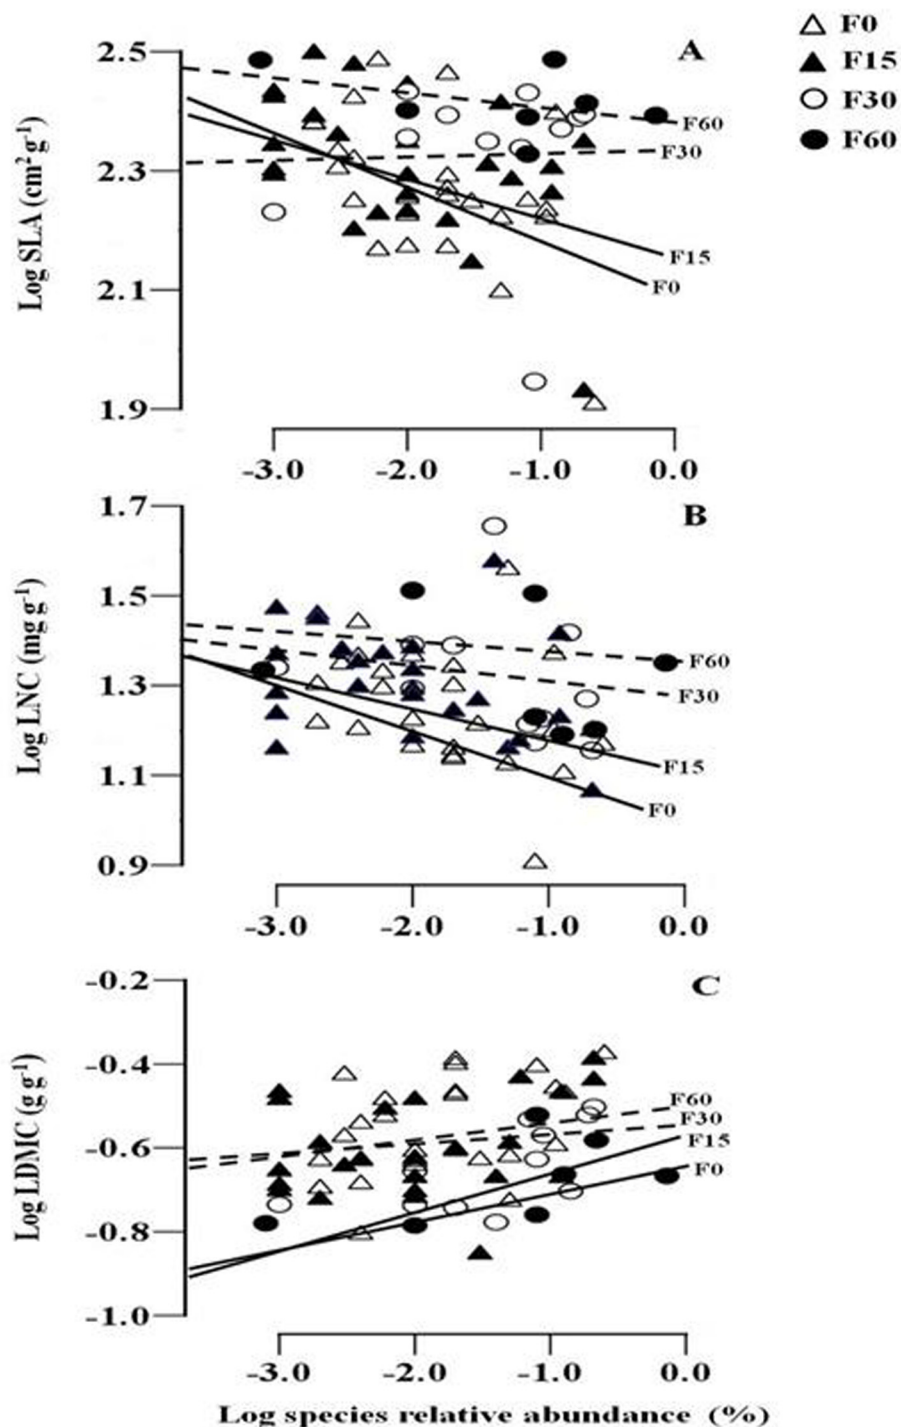 F0
F15
F30
F60
A
2.5
2.3
2.1
1.9
Log SLA (cm² g⁻¹)
F60
F30
F15
F0
-3.0 -2.0 -1.0 0.0
B
1.7
1.5
1.3
1.1
0.9
Log LNC (mg g⁻¹)
F60
F30
F15
F0
-3.0 -2.0 -1.0 0.0
C
-0.2
-0.4
-0.6
-0.8
-1.0
Log LDMC (g g⁻¹)
F60
F30
F15
F0
-3.0 -2.0 -1.0 0.0
Log species relative abundance (%)